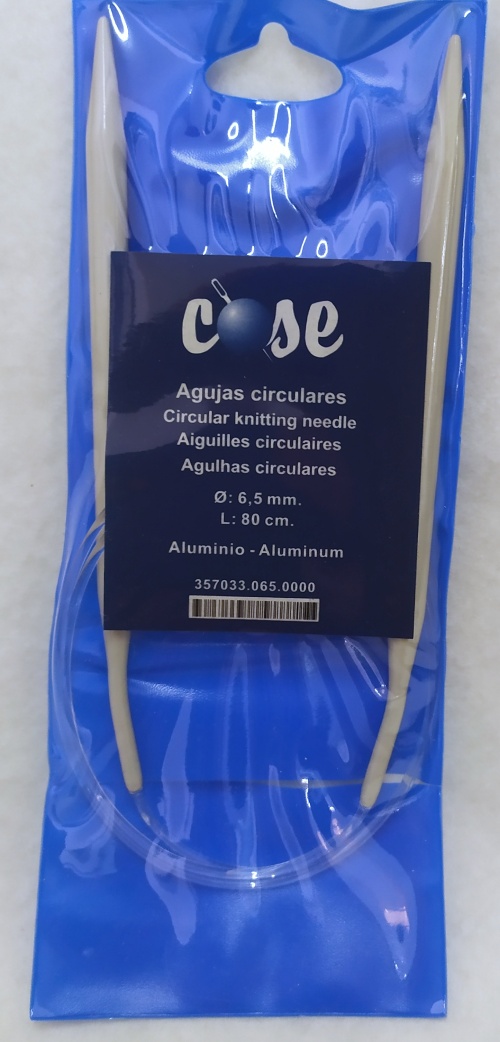 cose
Agujas circulares
Circular knitting needle
Aiguilles circulaires
Agulhas circulares
Ø: 6,5 mm.
L: 80 cm.
Aluminio - Aluminum
357033.065.0000